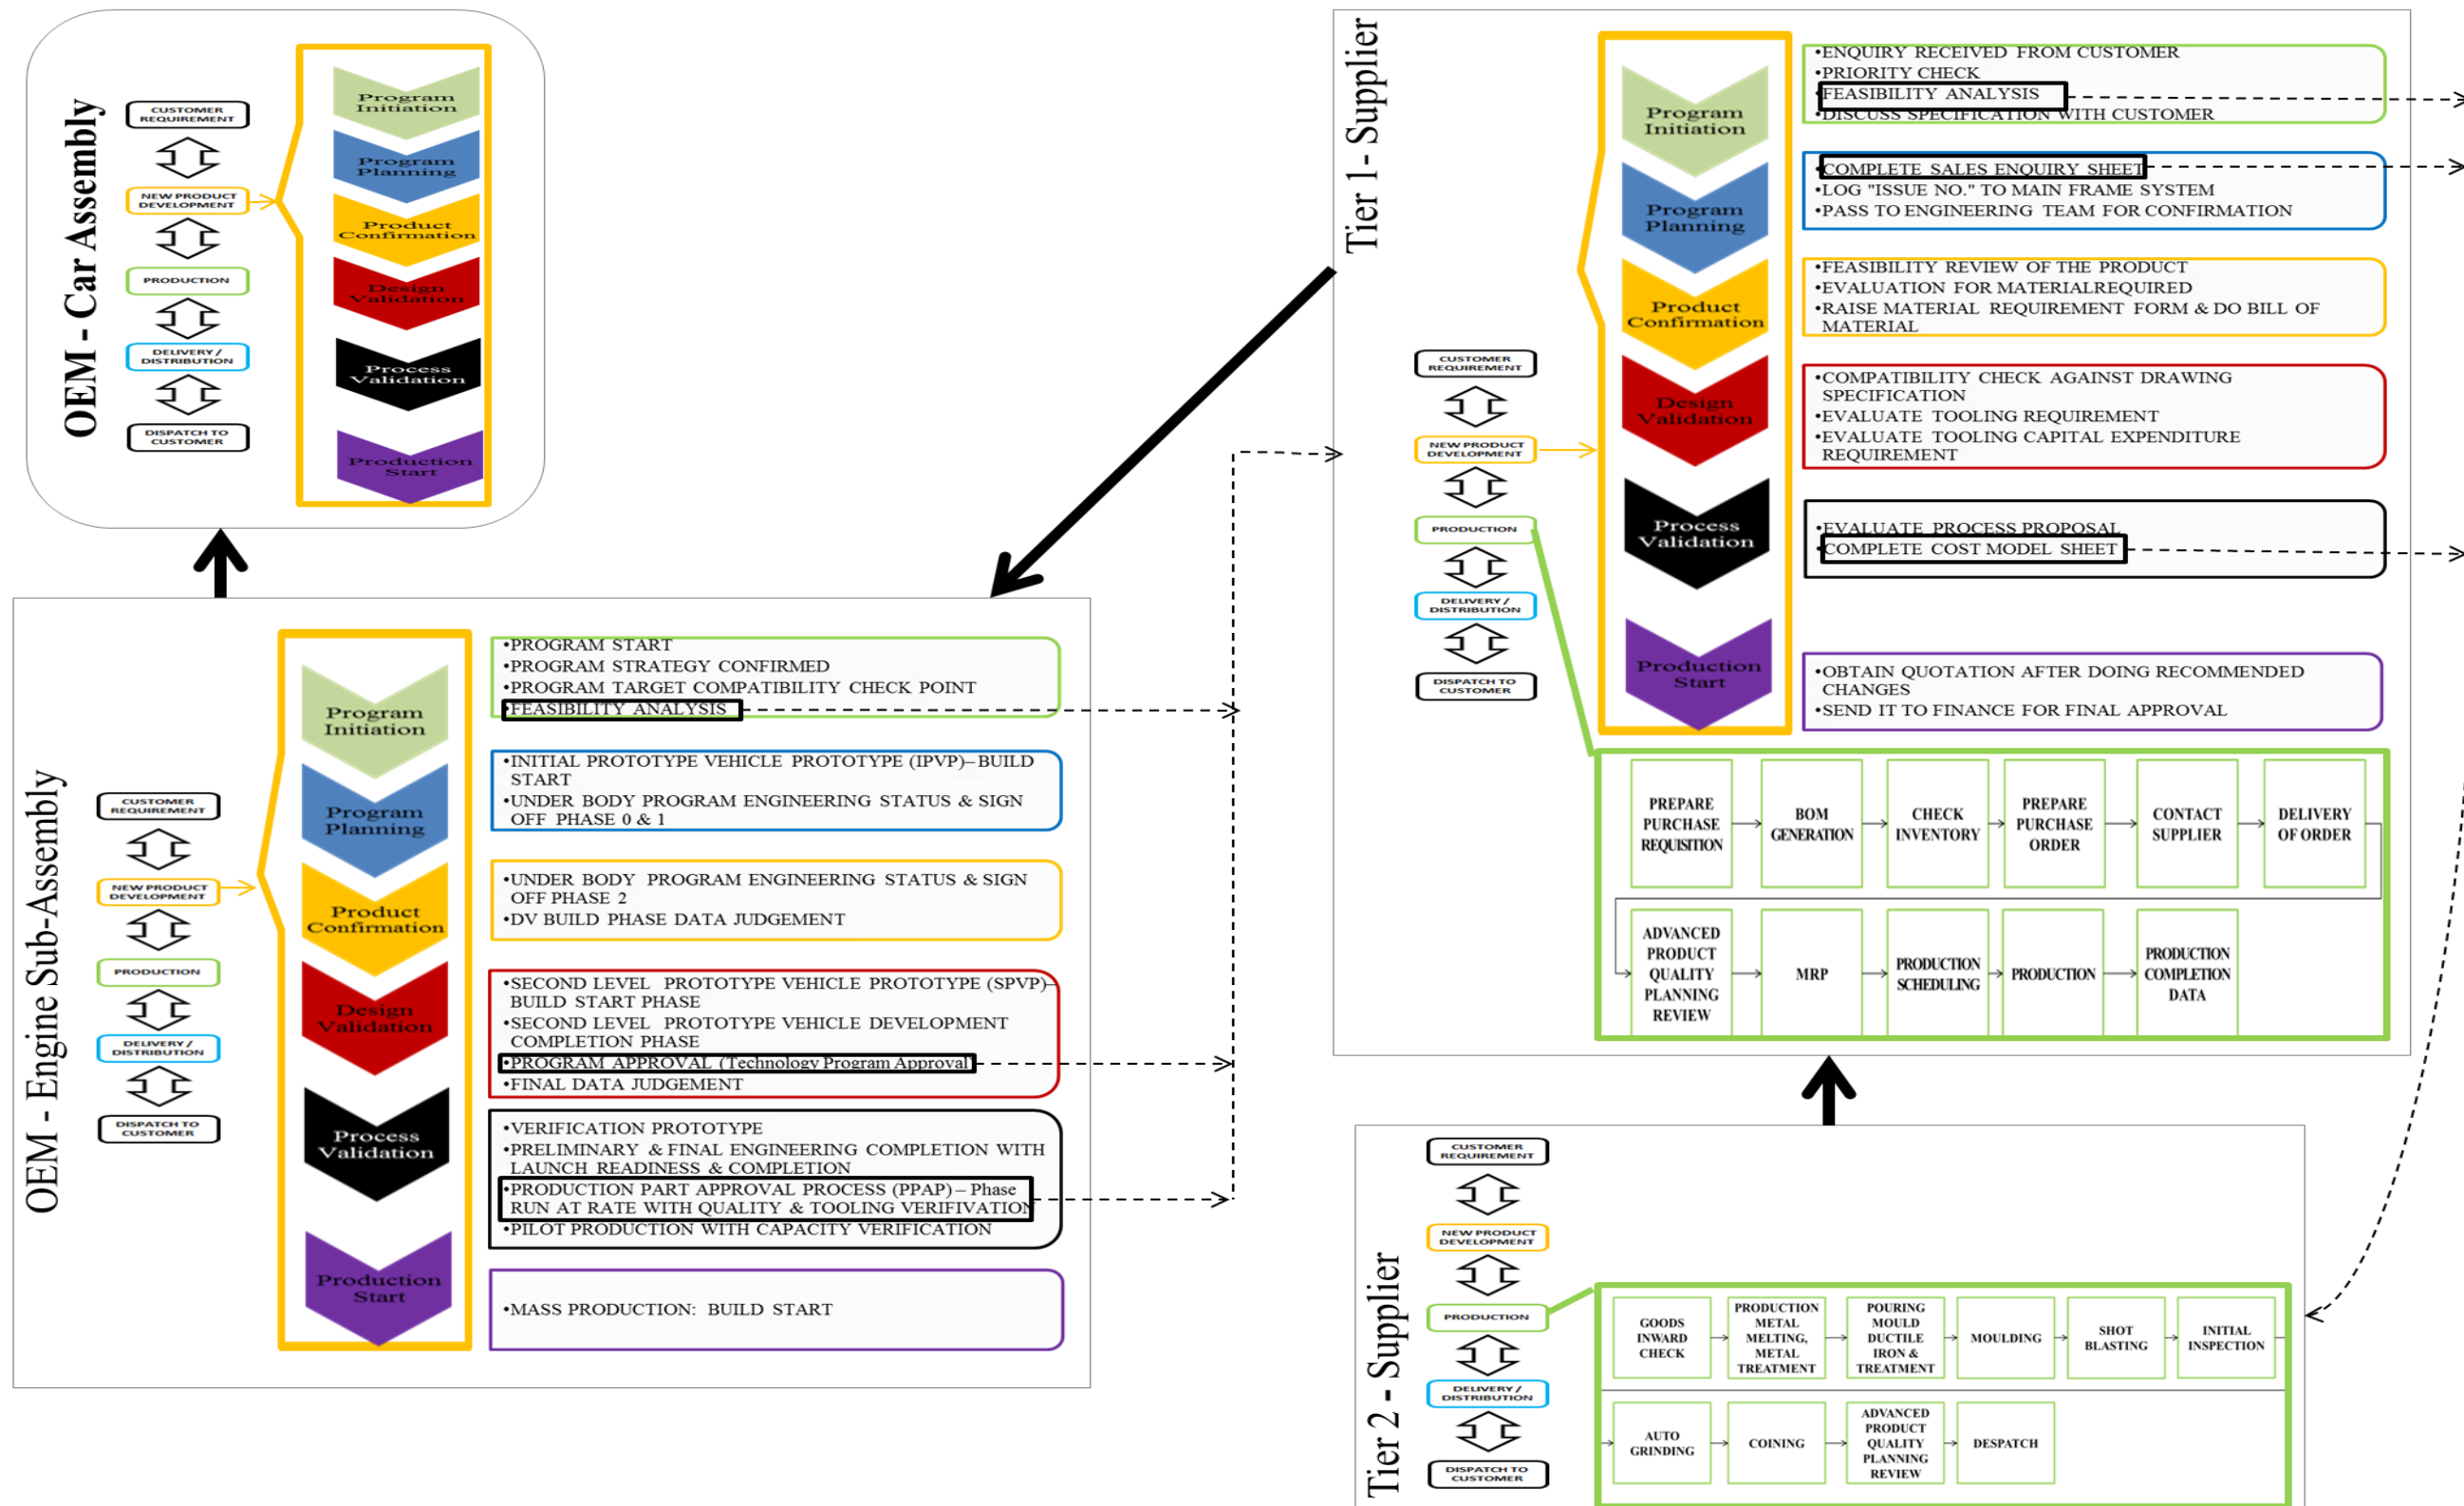 OEM - Car Assembly
CUSTOMER
REQUIREMENT
NEW PRODUCT
DEVELOPMENT
PRODUCTION
DELIVERY /
DISTRIBUTION
DISPATCH TO
CUSTOMER
Program
Initiation
Program
Planning
Product
Confirmation
Design
Validation
Process
Validation
Production
Start
OEM - Engine Sub-Assembly
CUSTOMER
REQUIREMENT
NEW PRODUCT
DEVELOPMENT
PRODUCTION
DELIVERY /
DISTRIBUTION
DISPATCH TO
CUSTOMER
Program
Initiation
Program
Planning
Product
Confirmation
Design
Validation
Process
Validation
Production
Start
•PROGRAM START
•PROGRAM STRATEGY CONFIRMED
•PROGRAM TARGET COMPATIBILITY CHECK POINT
•FEASIBILITY ANALYSIS
•INITIAL PROTOTYPE VEHICLE PROTOTYPE (IPVP)–BUILD
START
•UNDER BODY PROGRAM ENGINEERING STATUS & SIGN
OFF PHASE 0 & 1
•UNDER BODY PROGRAM ENGINEERING STATUS & SIGN
OFF PHASE 2
•DV BUILD PHASE DATA JUDGEMENT
•SECOND LEVEL PROTOTYPE VEHICLE PROTOTYPE (SPVP)–
BUILD START PHASE
•SECOND LEVEL PROTOTYPE VEHICLE DEVELOPMENT
COMPLETION PHASE
•PROGRAM APPROVAL (Technology Program Approval)
•FINAL DATA JUDGEMENT
•VERIFICATION PROTOTYPE
•PRELIMINARY & FINAL ENGINEERING COMPLETION WITH
LAUNCH READINESS & COMPLETION
•PRODUCTION PART APPROVAL PROCESS (PPAP) – Phase
RUN AT RATE WITH QUALITY & TOOLING VERIFIVATION
•PILOT PRODUCTION WITH CAPACITY VERIFICATION
•MASS PRODUCTION: BUILD START
Tier 1- Supplier
CUSTOMER
REQUIREMENT
NEW PRODUCT
DEVELOPMENT
PRODUCTION
DELIVERY /
DISTRIBUTION
DISPATCH TO
CUSTOMER
Program
Initiation
Program
Planning
Product
Confirmation
Design
Validation
Process
Validation
Production
Start
•ENQUIRY RECEIVED FROM CUSTOMER
•PRIORITY CHECK
•FEASIBILITY ANALYSIS
•DISCUSS SPECIFICATION WITH CUSTOMER
•COMPLETE SALES ENQUIRY SHEET
•LOG "ISSUE NO." TO MAIN FRAME SYSTEM
•PASS TO ENGINEERING TEAM FOR CONFIRMATION
•FEASIBILITY REVIEW OF THE PRODUCT
•EVALUATION FOR MATERIALREQUIRED
•RAISE MATERIAL REQUIREMENT FORM & DO BILL OF
MATERIAL
•COMPATIBILITY CHECK AGAINST DRAWING
SPECIFICATION
•EVALUATE TOOLING REQUIREMENT
•EVALUATE TOOLING CAPITAL EXPENDITURE
REQUIREMENT
•EVALUATE PROCESS PROPOSAL
•COMPLETE COST MODEL SHEET
•OBTAIN QUOTATION AFTER DOING RECOMMENDED
CHANGES
•SEND IT TO FINANCE FOR FINAL APPROVAL
PREPARE
PURCHASE
REQUISITION
BOM
GENERATION
CHECK
INVENTORY
PREPARE
PURCHASE
ORDER
CONTACT
SUPPLIER
DELIVERY
OF ORDER
ADVANCED
PRODUCT
QUALITY
PLANNING
REVIEW
MRP
PRODUCTION
SCHEDULING
PRODUCTION
PRODUCTION
COMPLETION
DATA
Tier 2 - Supplier
CUSTOMER
REQUIREMENT
NEW PRODUCT
DEVELOPMENT
PRODUCTION
DELIVERY /
DISTRIBUTION
DISPATCH TO
CUSTOMER
GOODS
INWARD
CHECK
PRODUCTION
METAL
MELTING,
METAL
TREATMENT
POURING
MOULD
DUCTILE
IRON &
TREATMENT
MOULDING
SHOT
BLASTING
INITIAL
INSPECTION
AUTO
GRINDING
COINING
ADVANCED
PRODUCT
QUALITY
PLANNING
REVIEW
DESPATCH